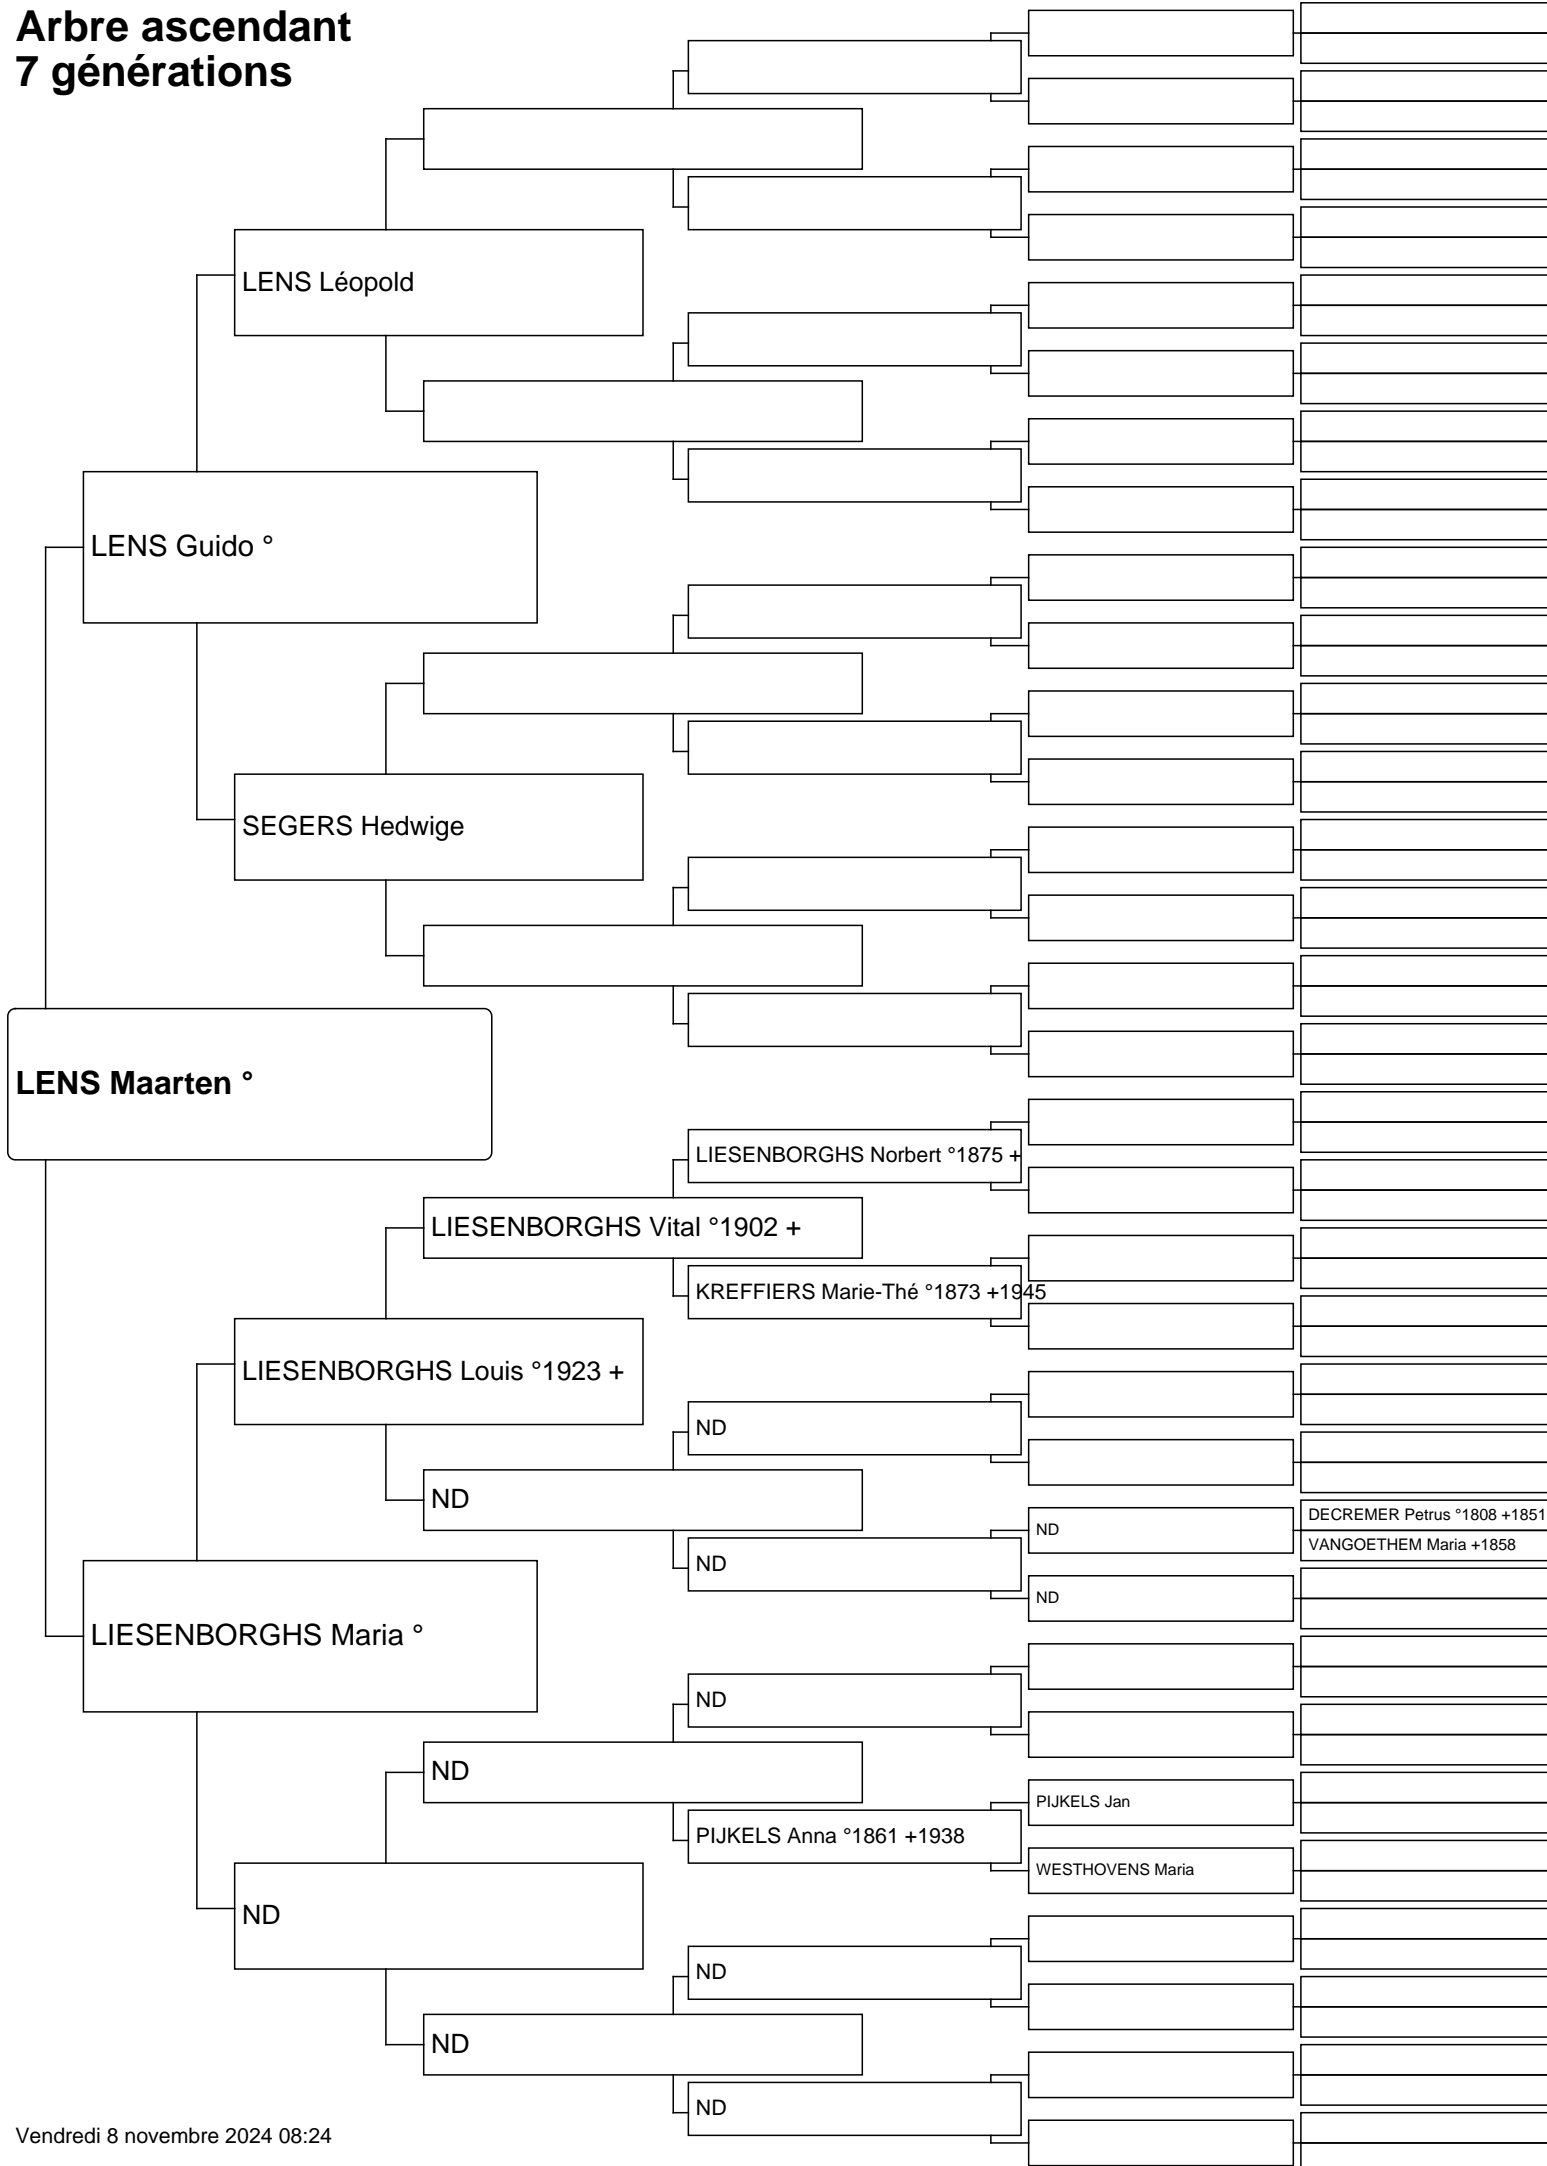 Arbre ascendant
7 générations
LENS Léopold
LENS Guido °
SEGERS Hedwige
LENS Maarten °
LIESENBORGHS Norbert °1875 +
LIESENBORGHS Vital °1902 +
KREFFIERS Marie-Thé °1873 +1945
LIESENBORGHS Louis °1923 +
ND
ND
DECREMER Petrus °1808 +1851
ND
VANGOETHEM Maria +1858
ND
ND
LIESENBORGHS Maria °
ND
ND
PIJKELS Jan
PIJKELS Anna °1861 +1938
WESTHOVENS Maria
ND
ND
ND
ND
Vendredi 8 novembre 2024 08:24